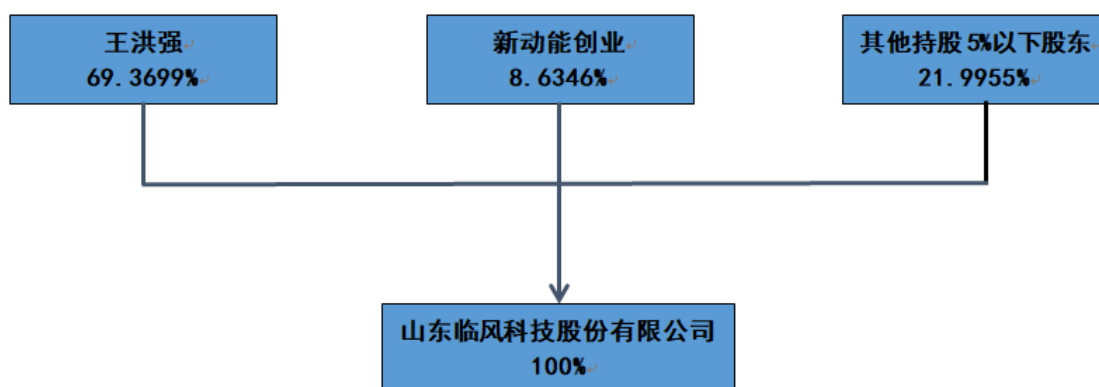 王洪强
69.3699%
新动能创业
8.6346%
其他持股 5%以下股东
21.9955%
山东临风科技股份有限公司
100%